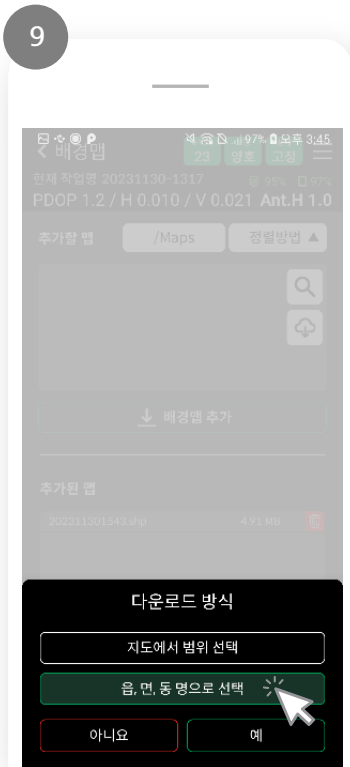 9
97% 오후 3:45
배경맵
23 양호 고정
현재 작업명 20231130-1317 95% 97%
PDOP 1.2 / H 0.010 / V 0.021 Ant.H 1.0
추가할 맵 /Maps 정렬방법 ▲
배경맵 추가
추가된 맵
202311301543.shp 4.91 MB
다운로드 방식
지도에서 범위 선택
읍, 면, 동 명으로 선택
아니요 예